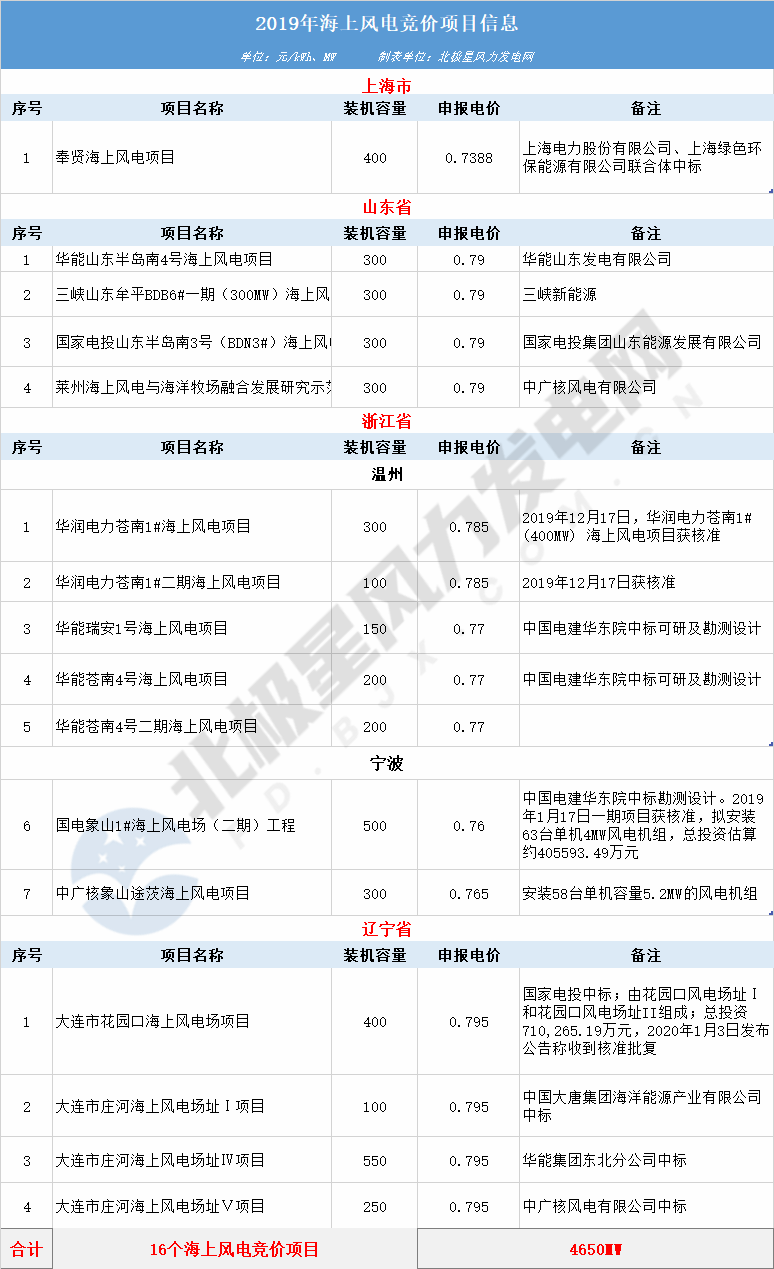 2019年海上风电竞价项目信息
单位：元/kWh、MW 制表单位：北极星风力发电网
上海市
序号 项目名称 装机容量 申报电价 备注
1 奉贤海上风电项目 400 0.7388 上海电力股份有限公司、上海绿色环
保能源有限公司联合体中标
山东省
序号 项目名称 装机容量 申报电价 备注
1 华能山东半岛南4号海上风电项目 300 0.79 华能山东发电有限公司
2 三峡山东牟平BDB6#一期（300MW）海上风 300 0.79 三峡新能源
3 国家电投山东半岛南3号（BDN3#）海上风 300 0.79 国家电投集团山东能源发展有限公司
4 莱州海上风电与海洋牧场融合发展研究示 300 0.79 中广核风电有限公司
浙江省
序号 项目名称 装机容量 申报电价 备注
温州
1 华润电力苍南1#海上风电项目 300 0.785 2019年12月17日，华润电力苍南1#
(400MW) 海上风电项目获核准
2 华润电力苍南1#二期海上风电项目 100 0.785 2019年12月17日获核准
3 华能瑞安1号海上风电项目 150 0.77 中国电建华东院中标可研及勘测设计
4 华能苍南4号海上风电项目 200 0.77 中国电建华东院中标可研及勘测设计
5 华能苍南4号二期海上风电项目 200 0.77
宁波
6 国电象山1#海上风电场（二期）工程 500 0.76 中国电建华东院中标勘测设计。2019
年1月17日一期项目获核准，拟安装
63台单机4MW风电机组，总投资估算
约405593.49万元
7 中广核象山途茨海上风电项目 300 0.765 安装58台单机容量5.2MW的风电机组
辽宁省
序号 项目名称 装机容量 申报电价 备注
1 大连市花园口海上风电场项目 400 0.795 国家电投中标；由花园口风电场址Ⅰ
和花园口风电场址II组成；总投资
710,265.19万元，2020年1月3日发布
公告称收到核准批复
2 大连市庄河海上风电场址Ⅰ项目 100 0.795 中国大唐集团海洋能源产业有限公司
中标
3 大连市庄河海上风电场址Ⅳ项目 550 0.795 华能集团东北分公司中标
4 大连市庄河海上风电场址Ⅴ项目 250 0.795 中广核风电有限公司中标
合计 16个海上风电竞价项目 4650MW
北极星风力发电网
FD.BJX.COM.CN